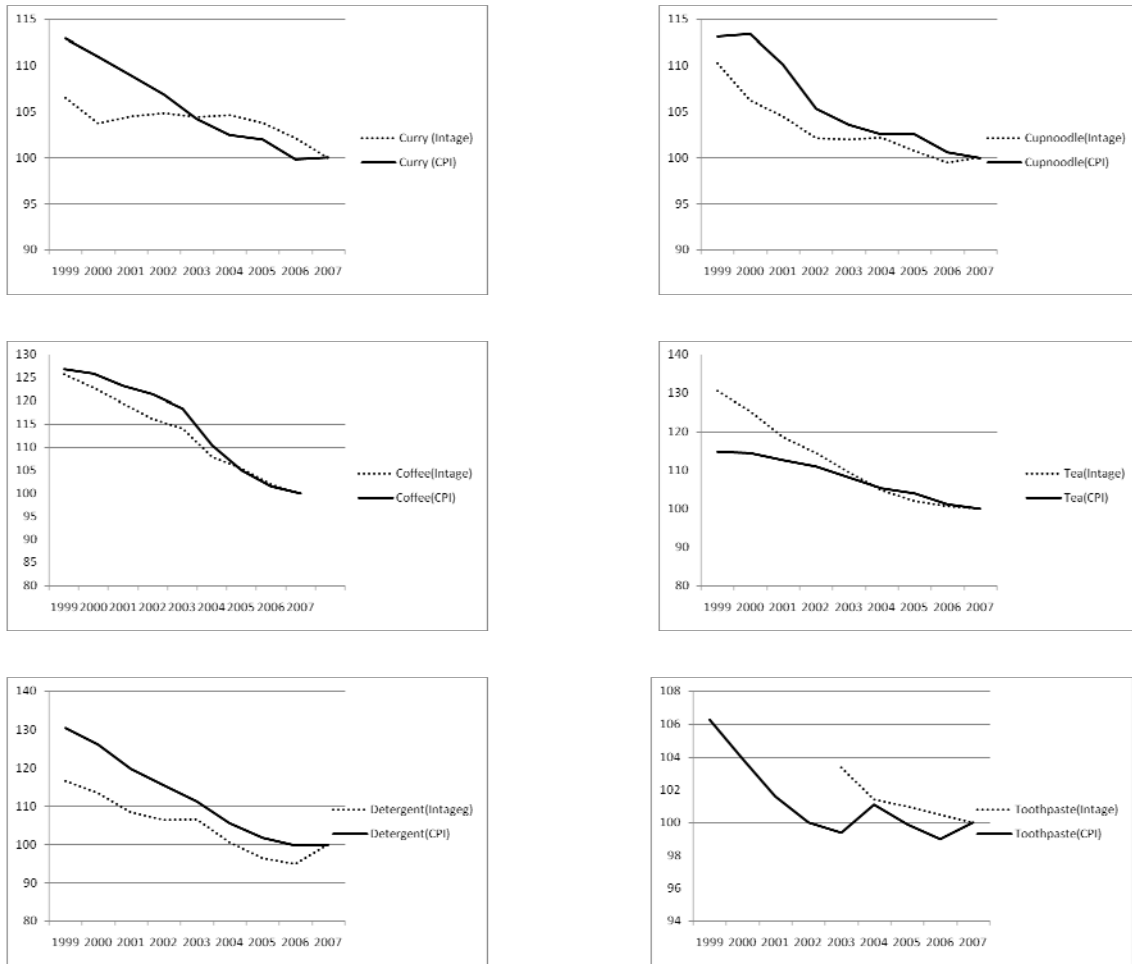 115
110
105
100
95
90
Curry (Intage)
Curry (CPI)
1999 2000 2001 2002 2003 2004 2005 2006 2007
115
110
105
100
95
90
Cupnoodle(Intage)
Cupnoodle(CPI)
1999 2000 2001 2002 2003 2004 2005 2006 2007
130
125
120
115
110
105
100
95
90
85
80
Coffee(Intage)
Coffee(CPI)
1999 2000 2001 2002 2003 2004 2005 2006 2007
140
130
120
110
100
90
80
Tea(Intage)
Tea(CPI)
1999 2000 2001 2002 2003 2004 2005 2006 2007
140
130
120
110
100
90
80
Detergent(Intageg)
Detergent(CPI)
1999 2000 2001 2002 2003 2004 2005 2006 2007
108
106
104
102
100
98
96
94
Toothpaste(Intage)
Toothpaste(CPI)
1999 2000 2001 2002 2003 2004 2005 2006 2007